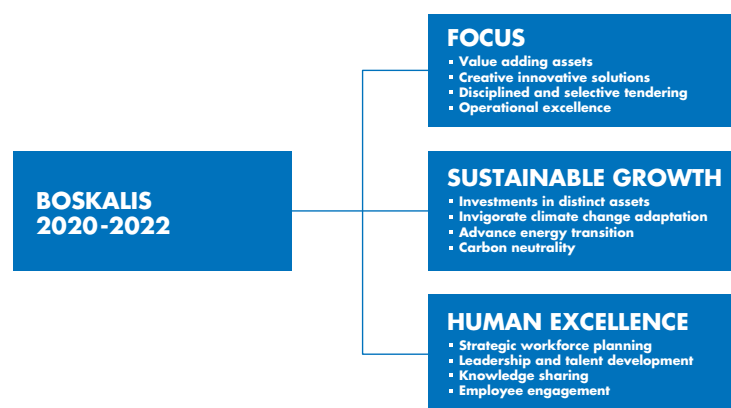 BOSKALIS
2020-2022
FOCUS
▪ Value adding assets
▪ Creative innovative solutions
▪ Disciplined and selective tendering
▪ Operational excellence
SUSTAINABLE GROWTH
▪ Investments in distinct assets
▪ Invigorate climate change adaptation
▪ Advance energy transition
▪ Carbon neutrality
HUMAN EXCELLENCE
▪ Strategic workforce planning
▪ Leadership and talent development
▪ Knowledge sharing
▪ Employee engagement